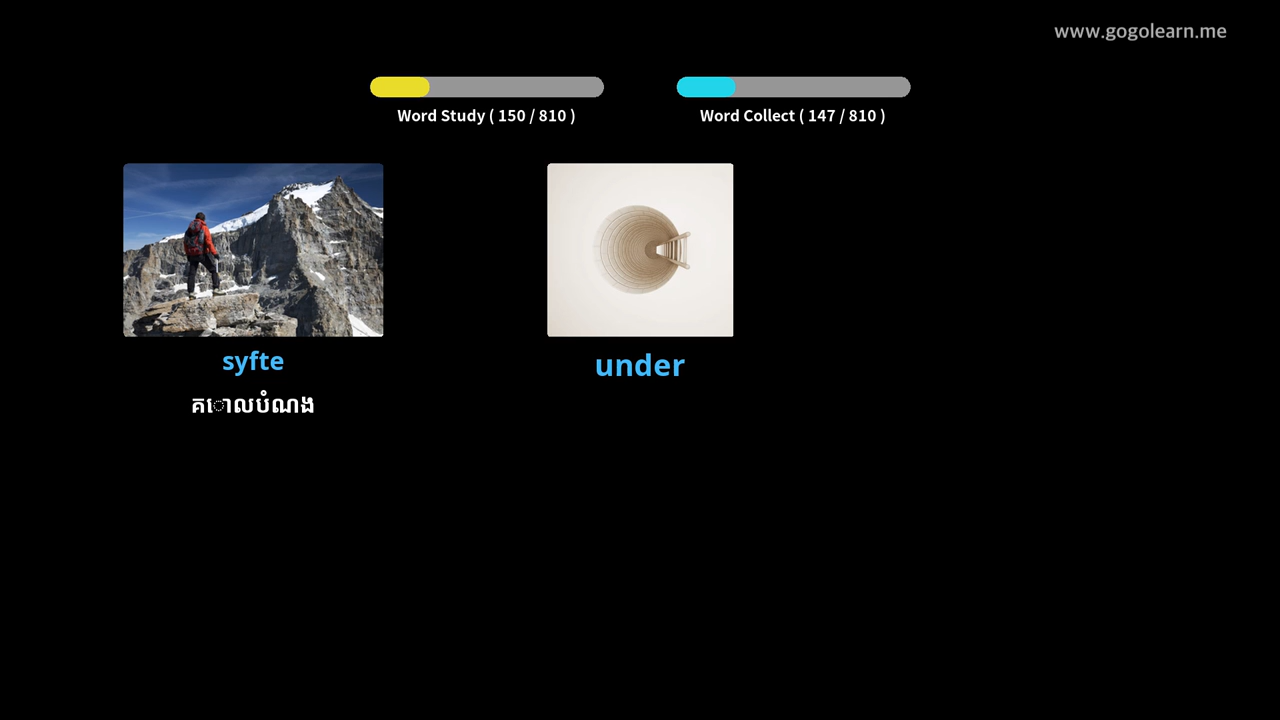 www.gogolearn.me
Word Study ( 150 / 810 )
Word Collect ( 147 / 810 )
syfte
គោលបំណង
under